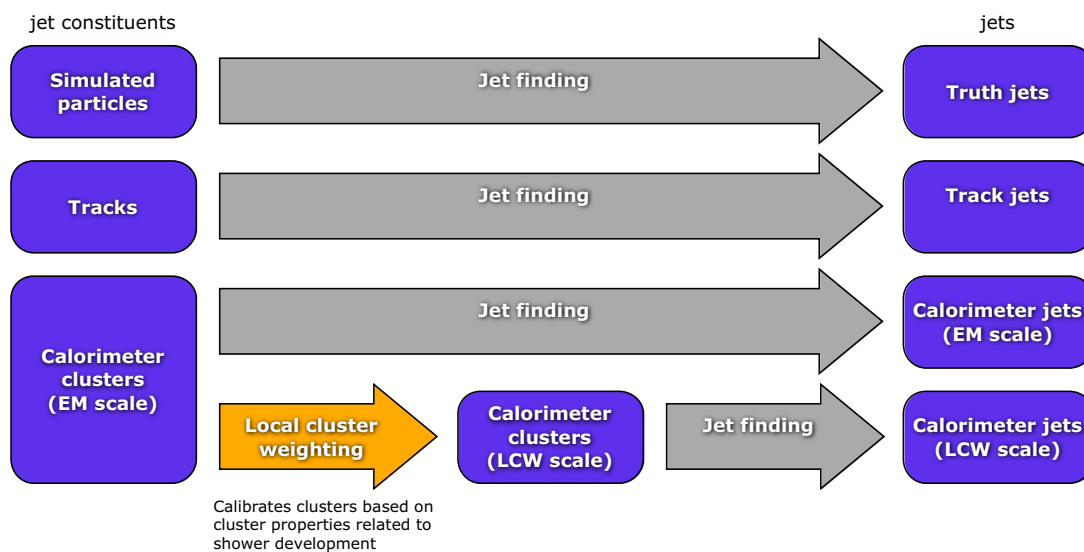 jet constituents
jets
Simulated
particles
Jet finding
Truth jets
Tracks
Jet finding
Track jets
Calorimeter
clusters
(EM scale)
Jet finding
Calorimeter jets
(EM scale)
Local cluster
weighting
Calorimeter
clusters
(LCW scale)
Jet finding
Calorimeter jets
(LCW scale)
Calibrates clusters based on
cluster properties related to
shower development